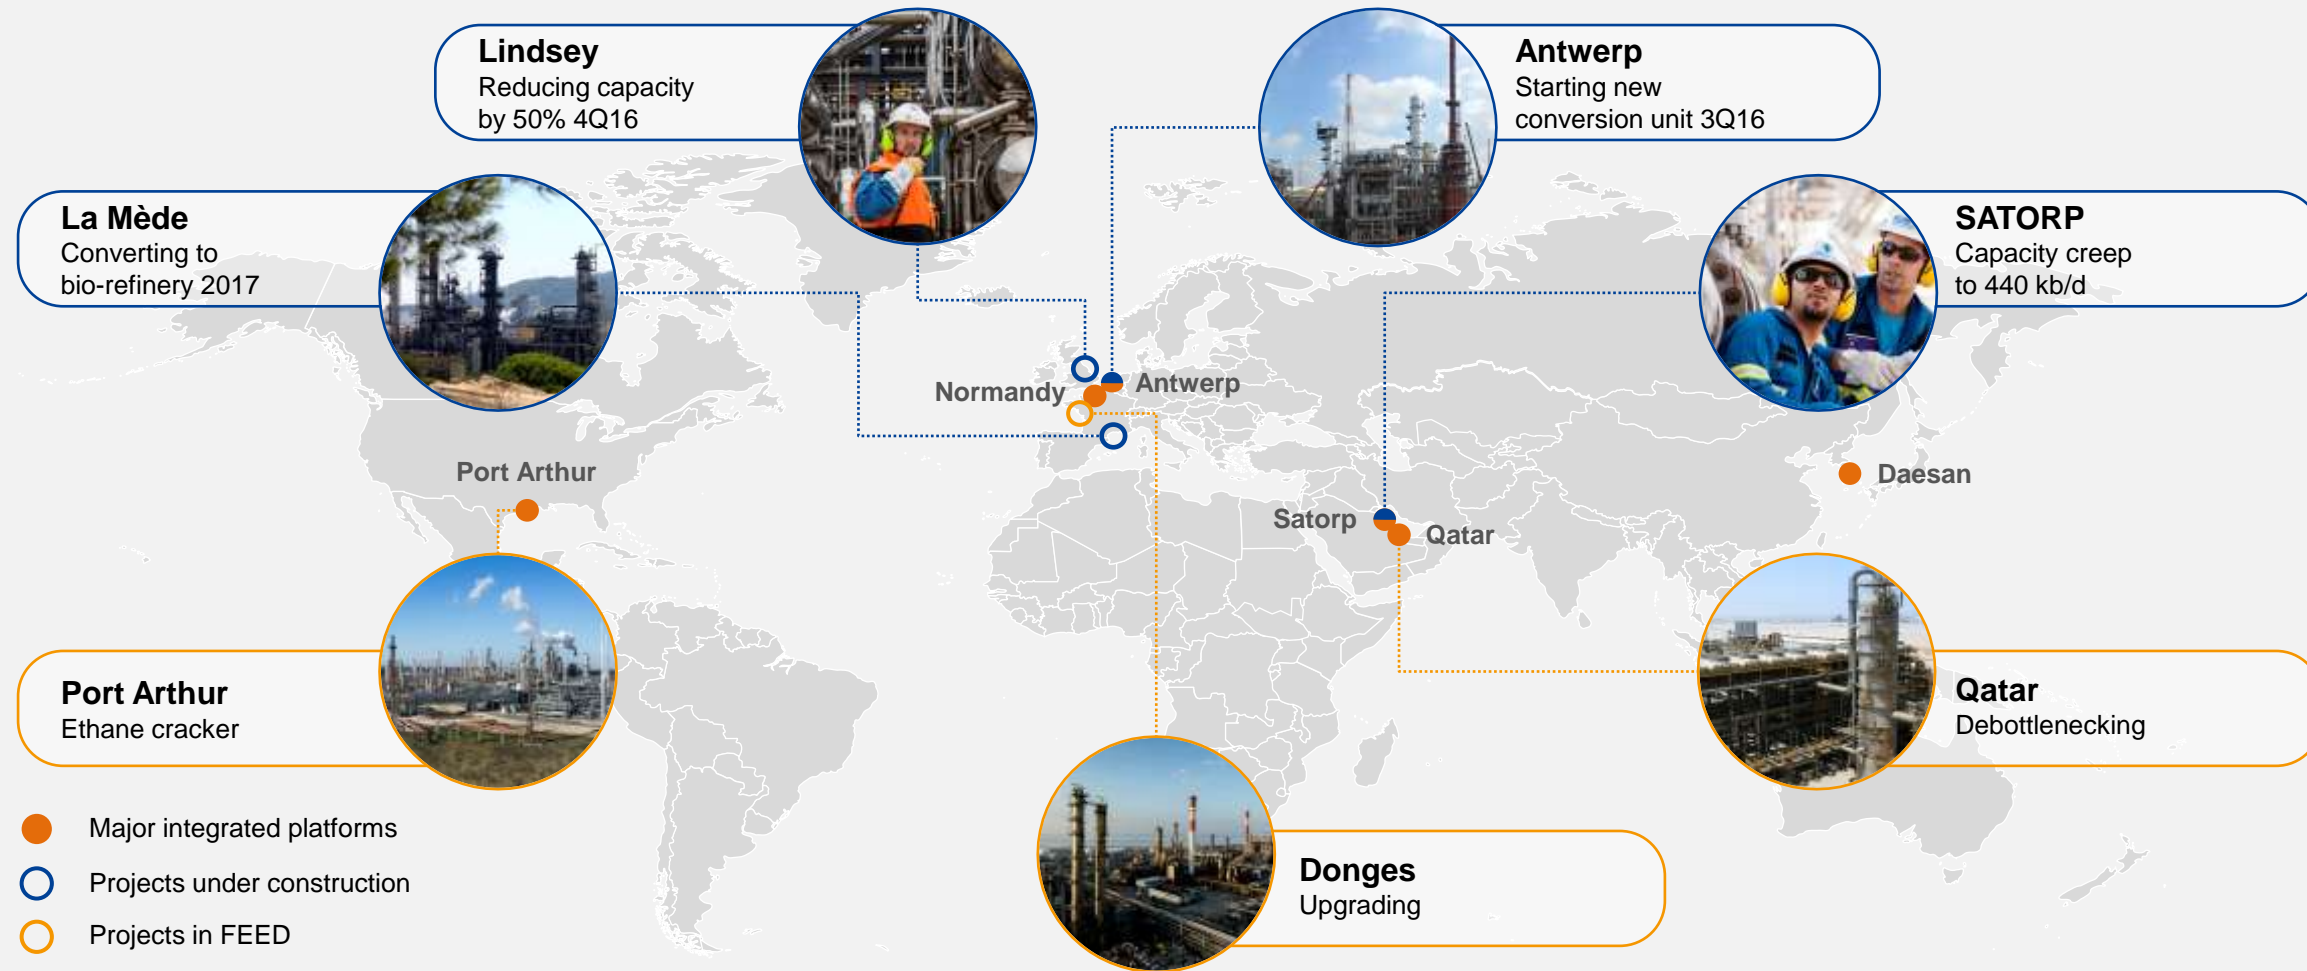 Lindsey
Reducing capacity
by 50% 4Q16
Antwerp
Starting new
conversion unit 3Q16
La Mède
Converting to
bio-refinery 2017
SATORP
Capacity creep
to 440 kb/d
Normandy
Antwerp
Port Arthur
Daesan
Satorp
Qatar
Port Arthur
Ethane cracker
Qatar
Debottlenecking
Donges
Upgrading
Major integrated platforms
Projects under construction
Projects in FEED